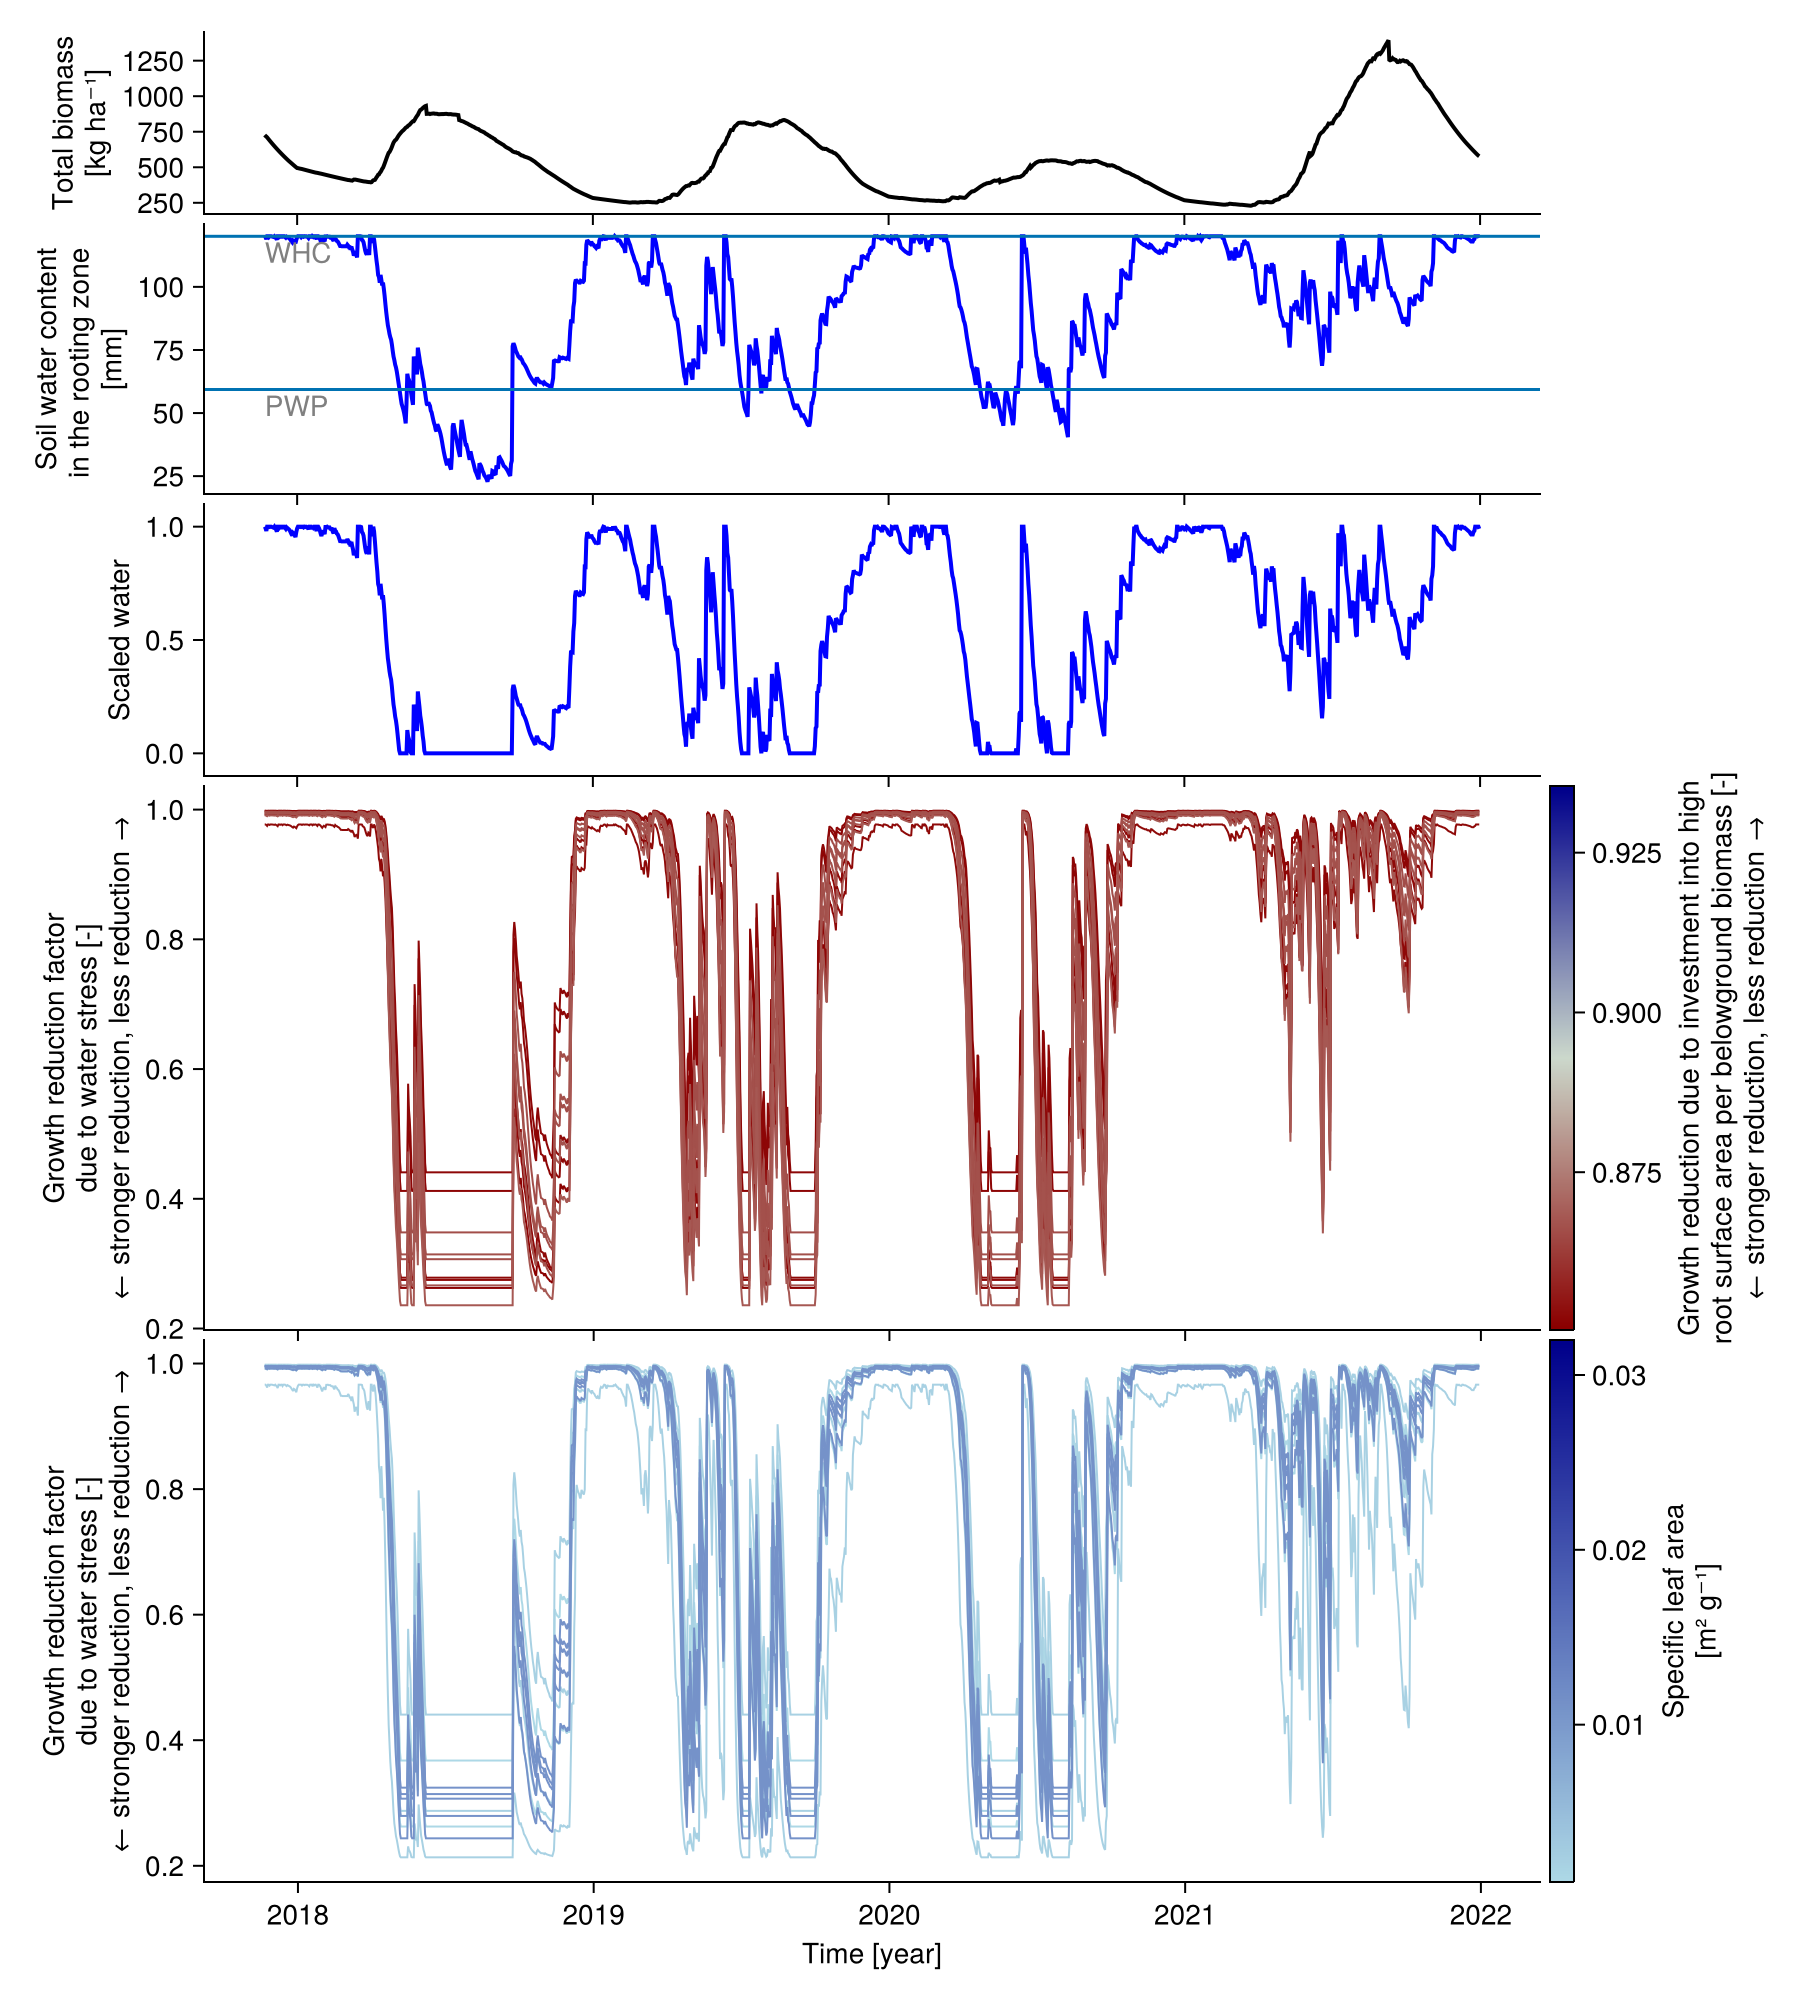 Total biomass
[kg ha⁻¹]
1250
1000
750
500
250
Soil water content
in the rooting zone
[mm]
100
75
50
25
WHC
PWP
Scaled water
1.0
0.5
0.0
Growth reduction factor
due to water stress [-]
← stronger reduction, less reduction →
1.0
0.8
0.6
0.4
0.2
0.925
0.900
0.875
Growth reduction due to investment into high
root surface area per belowground biomass [-]
← stronger reduction, less reduction →
Growth reduction factor
due to water stress [-]
← stronger reduction, less reduction →
1.0
0.8
0.6
0.4
0.2
0.03
0.02
0.01
Specific leaf area
[m² g⁻¹]
2018
2019
2020
2021
2022
Time [year]